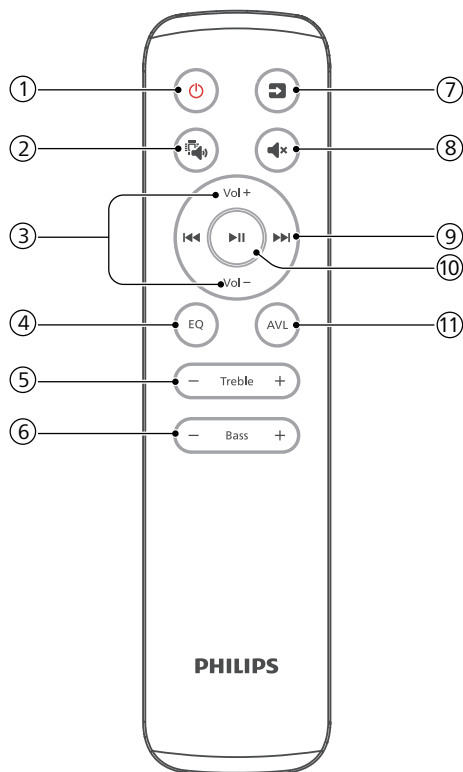 ①
⑦
②
⑧
Vol +
③
⑨
⑩
Vol −
④
EQ
AVL
⑪
⑤
− Treble +
⑥
− Bass +
PHILIPS